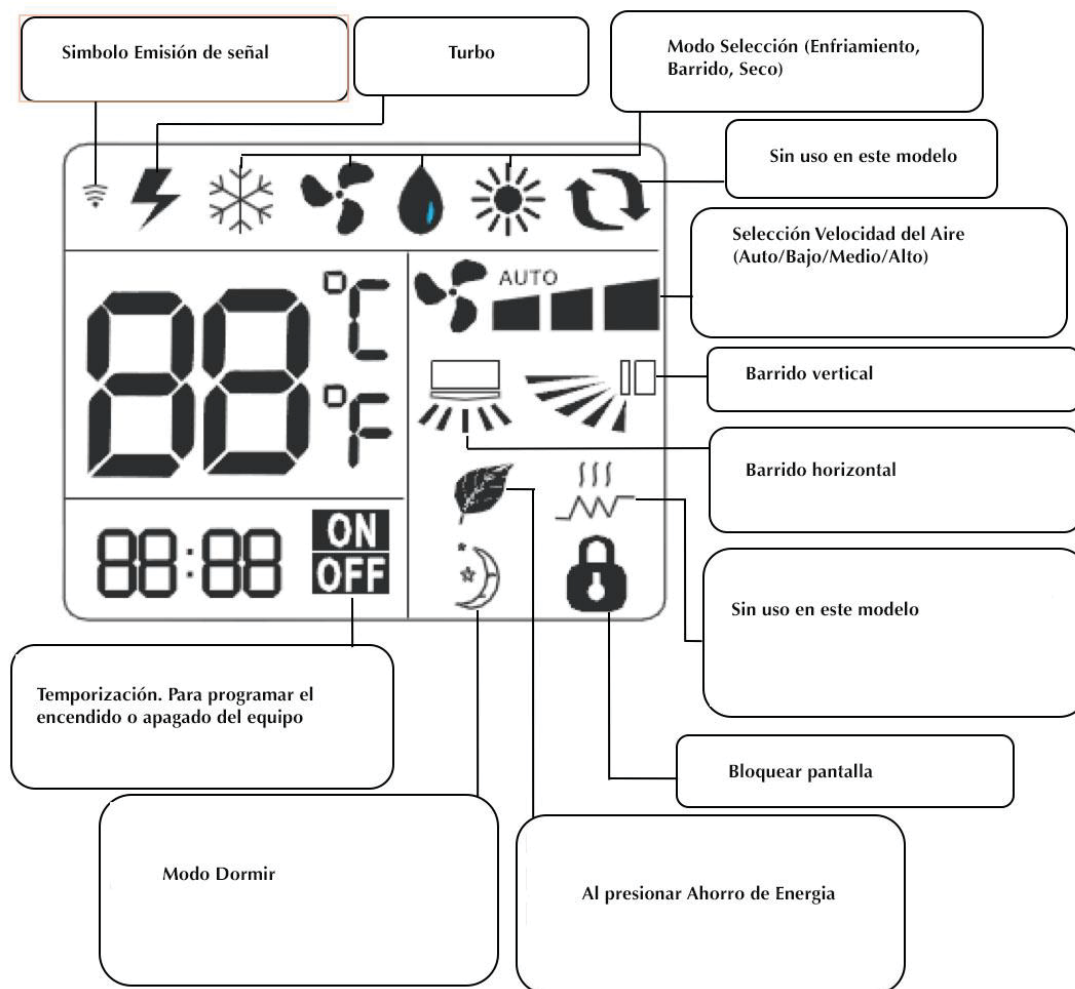 Simbolo Emisión de señal
Turbo
Modo Selección (Enfriamiento,
Barrido, Seco)
Sin uso en este modelo
Selección Velocidad del Aire
(Auto/Bajo/Medio/Alto)
AUTO
88
°C
°F
Barrido vertical
Barrido horizontal
88:88
ON
OFF
Sin uso en este modelo
Temporización. Para programar el
encendido o apagado del equipo
Bloquear pantalla
Modo Dormir
Al presionar Ahorro de Energia